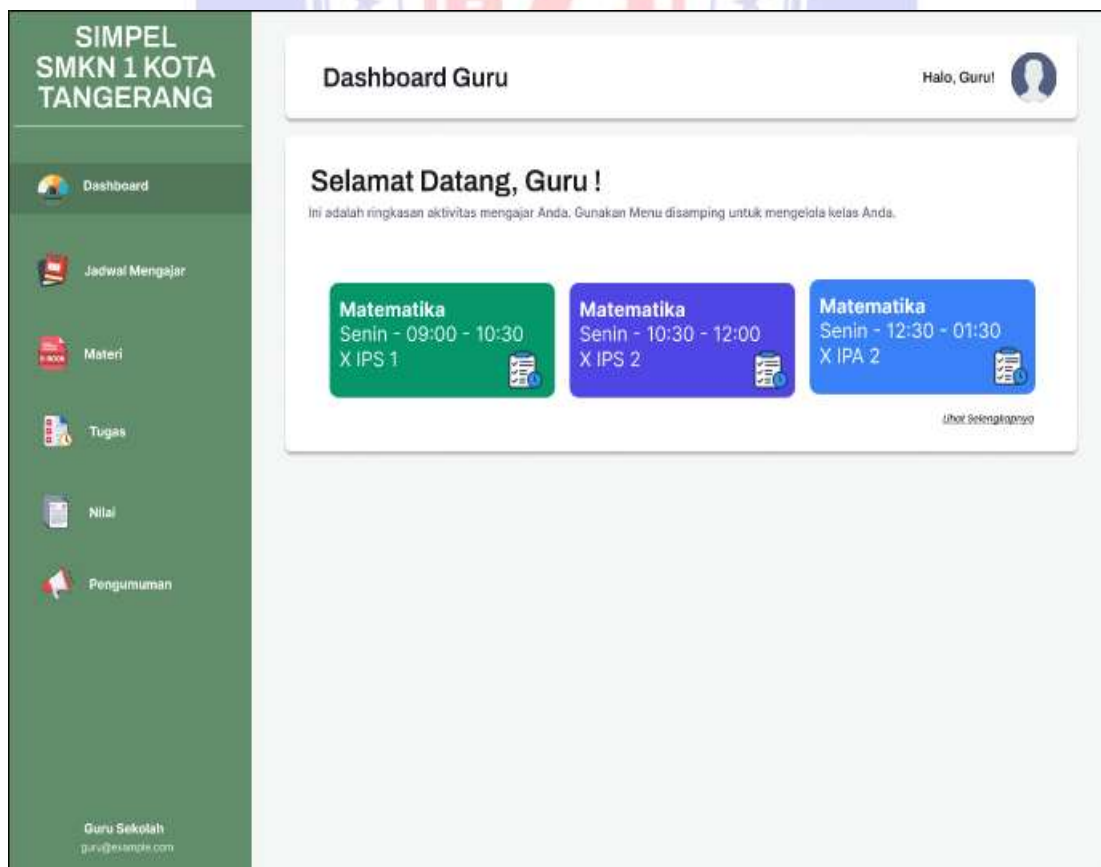 SIMPEL
SMKN 1 KOTA
TANGERANG
Dashboard
Jadwal Mengajar
Materi
Tugas
Nilai
Pengumuman
Guru Sekolah
guru@example.com
Dashboard Guru
Halo, Guru!
Selamat Datang, Guru !
Ini adalah ringkasan aktivitas mengajar Anda. Gunakan Menu disamping untuk mengelola kelas Anda.
Matematika
Senin - 09:00 - 10:30
X IPS 1
Matematika
Senin - 10:30 - 12:00
X IPS 2
Matematika
Senin - 12:30 - 01:30
X IPA 2
Lihat Selengkapnya